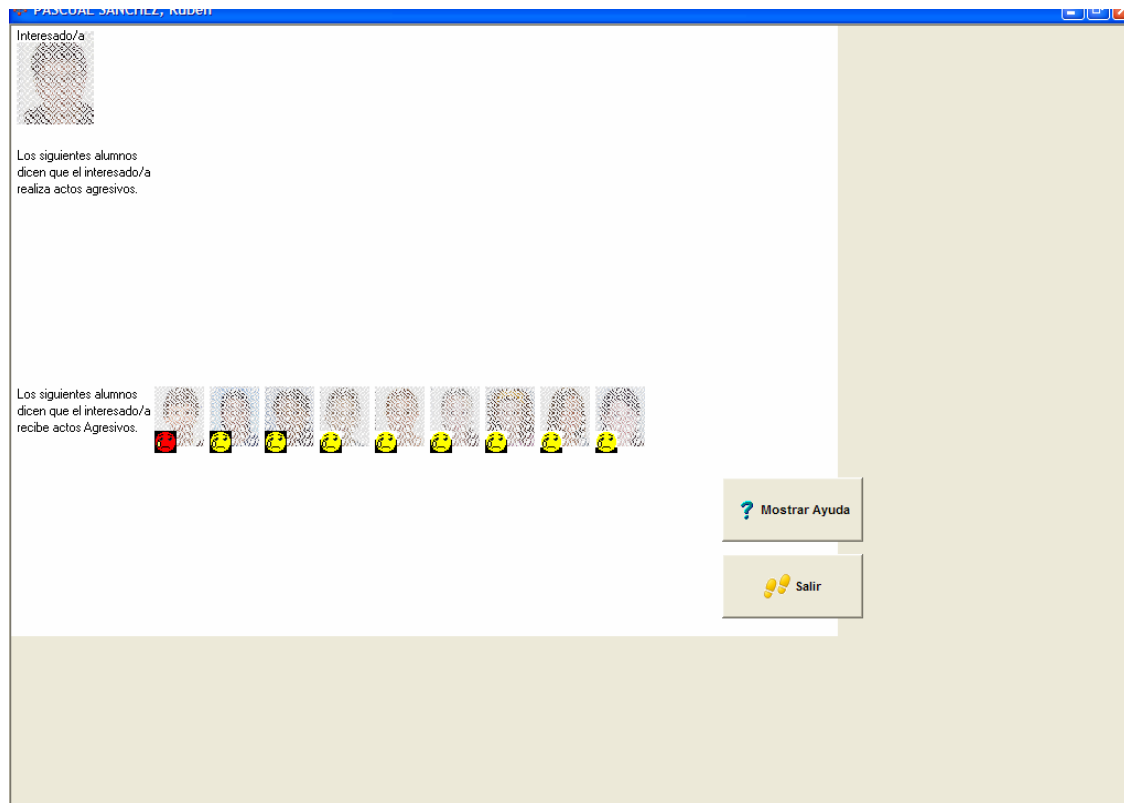 PASCUAL SANCHEZ, Ruben
Interesado/a
Los siguientes alumnos
dicen que el interesado/a
realiza actos agresivos.
Los siguientes alumnos
dicen que el interesado/a
recibe actos Agresivos.
? Mostrar Ayuda
Salir